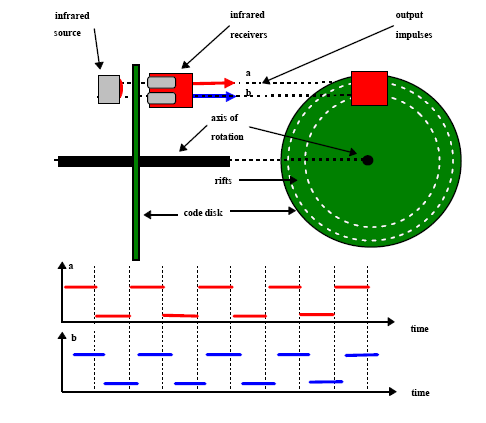 infrared
source
infrared
receivers
output
impulses
a
b
axis of
rotation
rifts
code disk
a
time
b
time